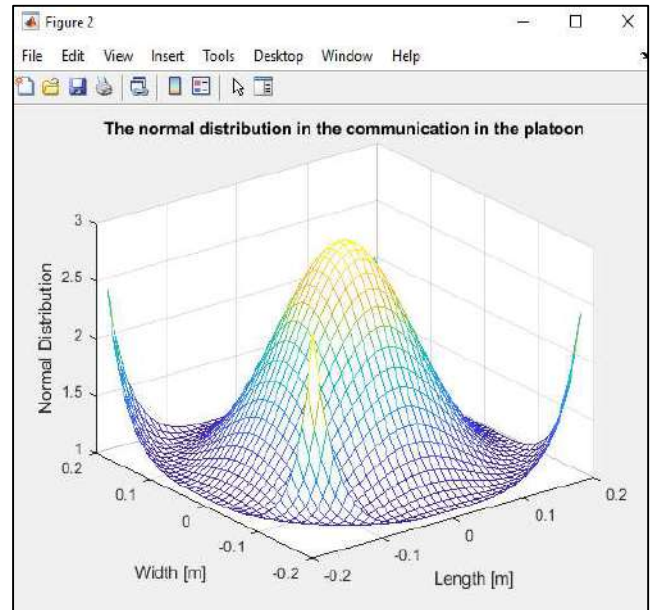 Figure 2
File Edit View Insert Tools Desktop Window Help
The normal distribution in the communication in the platoon
Normal Distribution
3
2.5
2
1.5
1
0.2
0.1
0
-0.1
-0.2
Width [m]
-0.2
-0.1
0
0.1
0.2
Length [m]